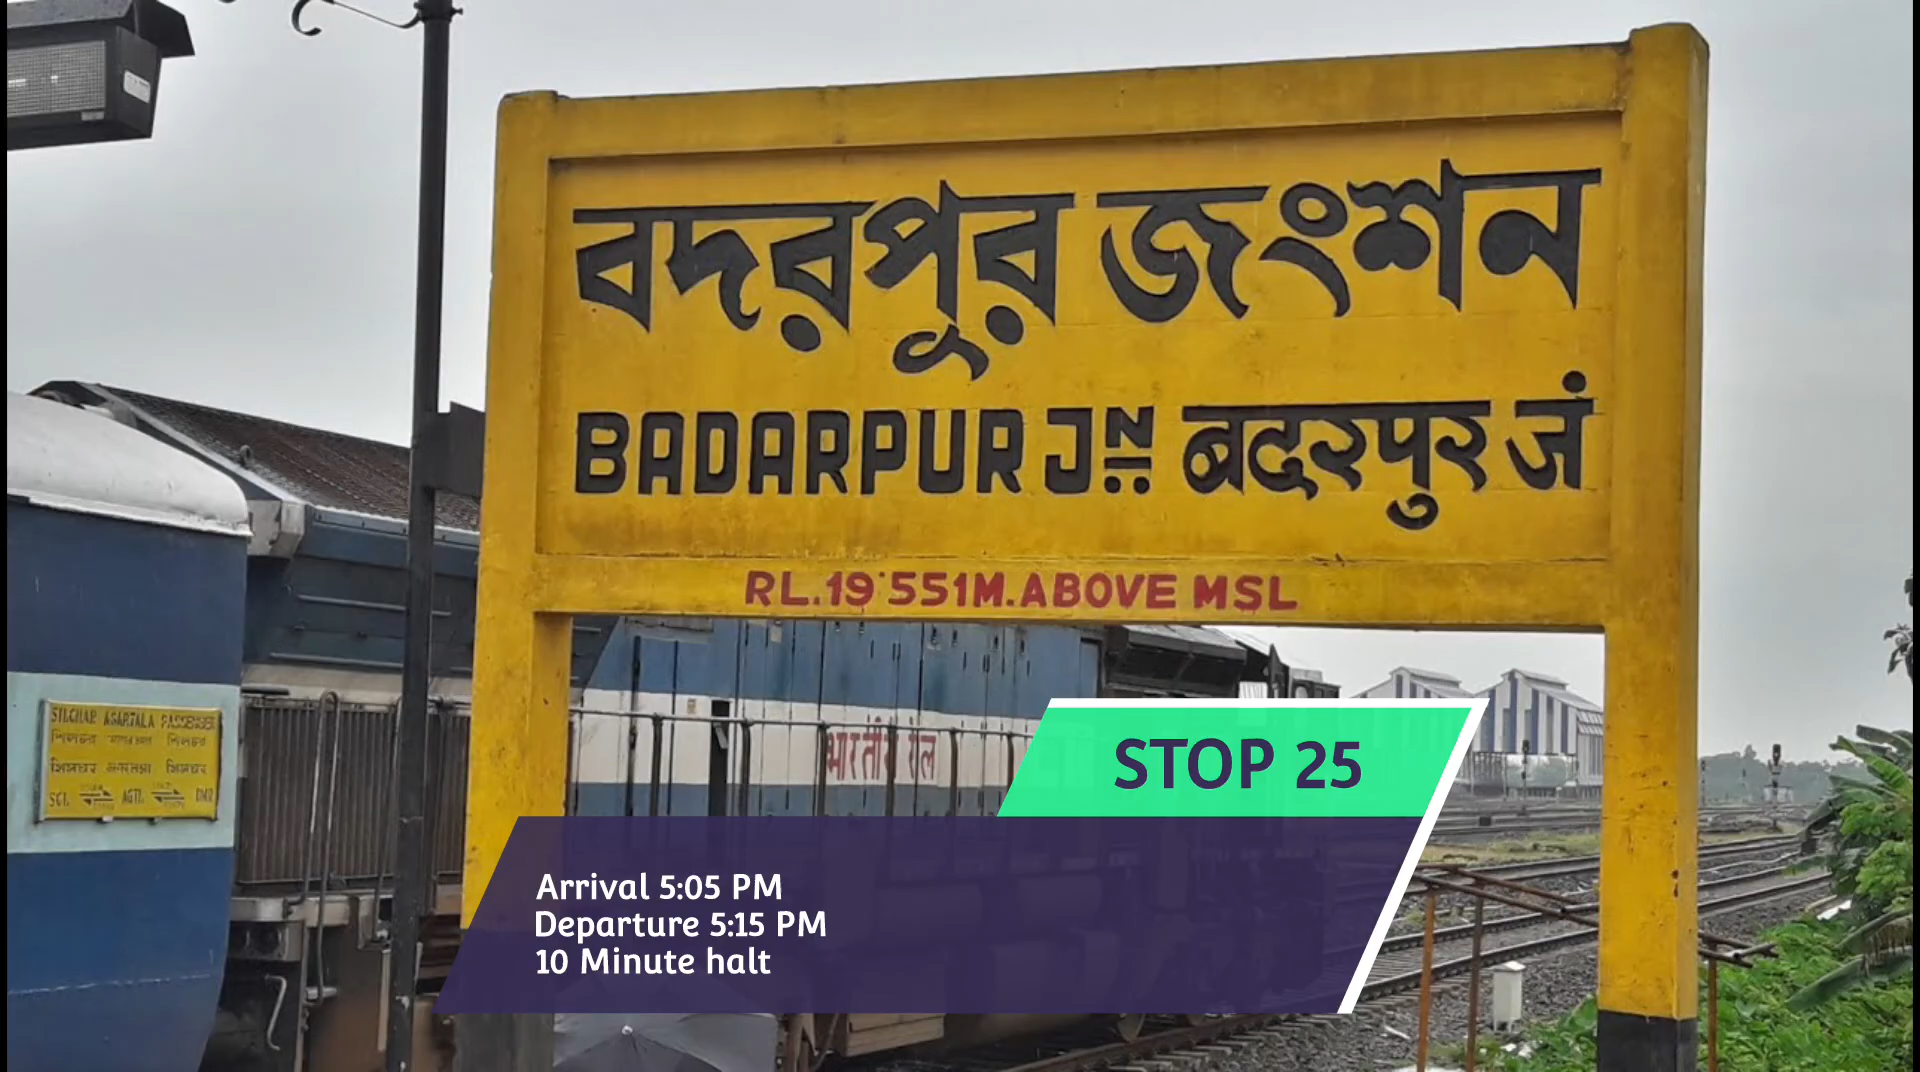 বদরপুর জংশন
BADARPUR JN बदरपुर जं
RL.19.551M.ABOVE MSL
SILCHAR AGARTALA PASSENGER
भारतीय रेल
STOP 25
Arrival 5:05 PM
Departure 5:15 PM
10 Minute halt